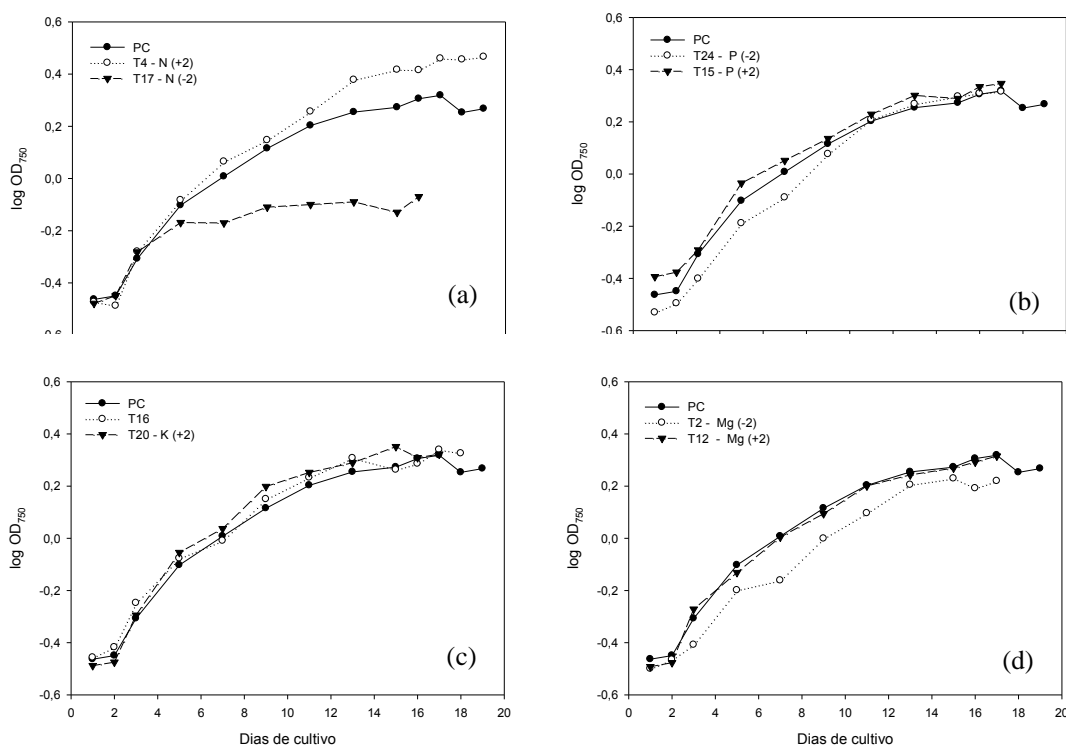 0,6
0,4
0,2
0,0
-0,2
-0,4
0,6
log OD750
PC
T4 - N (+2)
T17 - N (-2)
(a)
0,6
0,4
0,2
0,0
-0,2
-0,4
-0,6
log OD750
PC
T24 - P (-2)
T15 - P (+2)
(b)
0,6
0,4
0,2
0,0
-0,2
-0,4
-0,6
log OD750
PC
T16
T20 - K (+2)
(c)
0 2 4 6 8 10 12 14 16 18 20
Dias de cultivo
0,6
0,4
0,2
0,0
-0,2
-0,4
-0,6
log OD750
PC
T2 - Mg (-2)
T12 - Mg (+2)
(d)
0 2 4 6 8 10 12 14 16 18 20
Dias de cultivo